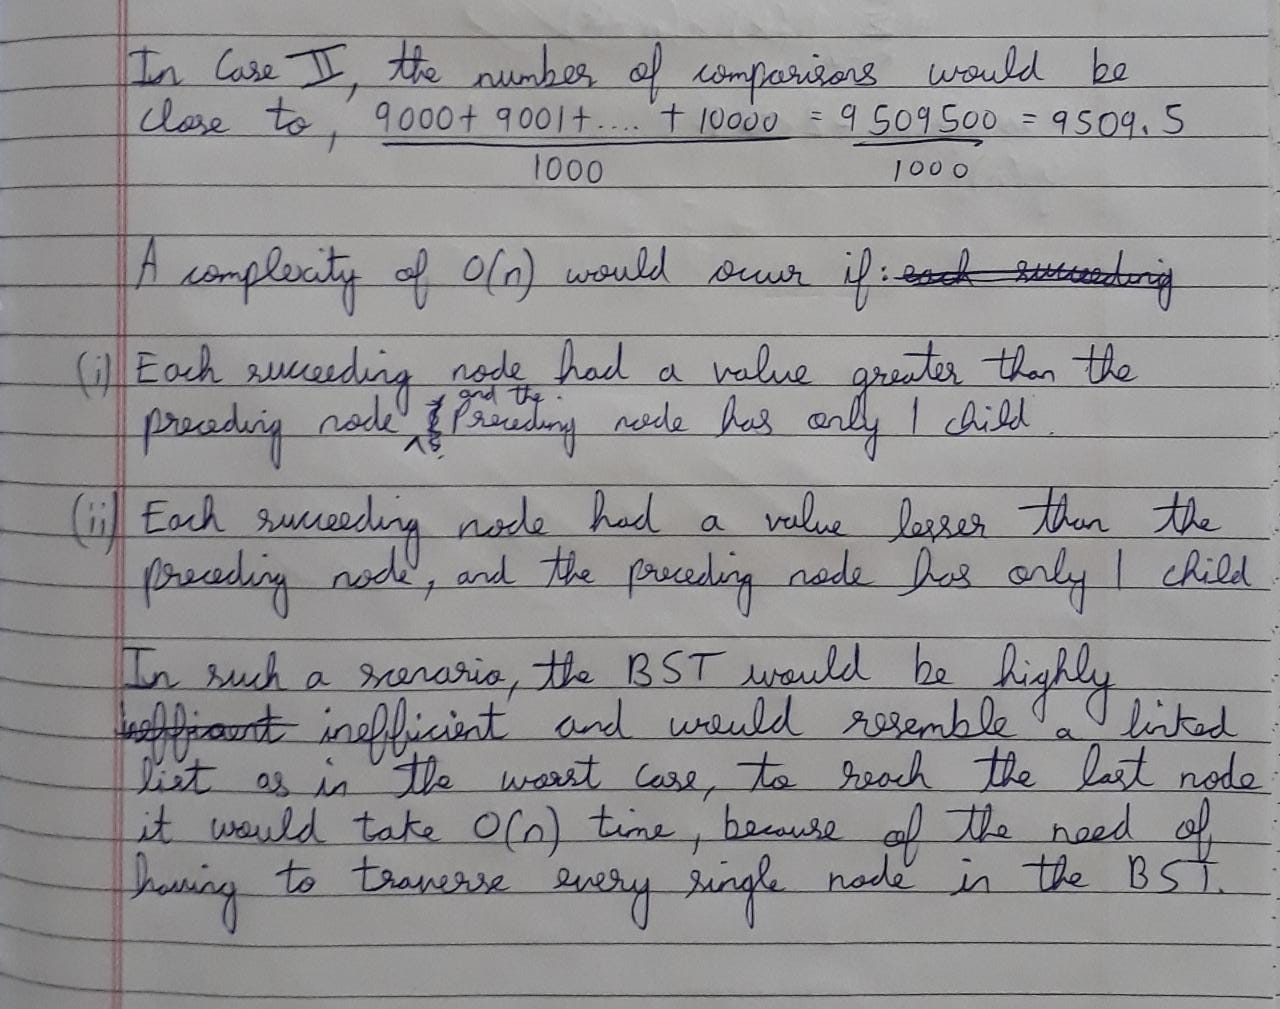 In Case II, the number of comparisons would be
close to, 9000 + 9001 + .... + 10000 = 9509500 = 9509.5
1000 1000
A complexity of O(n) would occur if: each succeeding
(i) Each succeeding node had a value greater than the
and the
preceding node Preceding node has only 1 child.
(ii) Each succeeding node had a value lesser than the
preceding node, and the preceding node has only 1 child
In such a scenario, the BST would be highly
inefficient and would resemble a linked
list as in the worst case, to reach the last node
it would take O(n) time, because of the need of
having to traverse every single node in the BST.